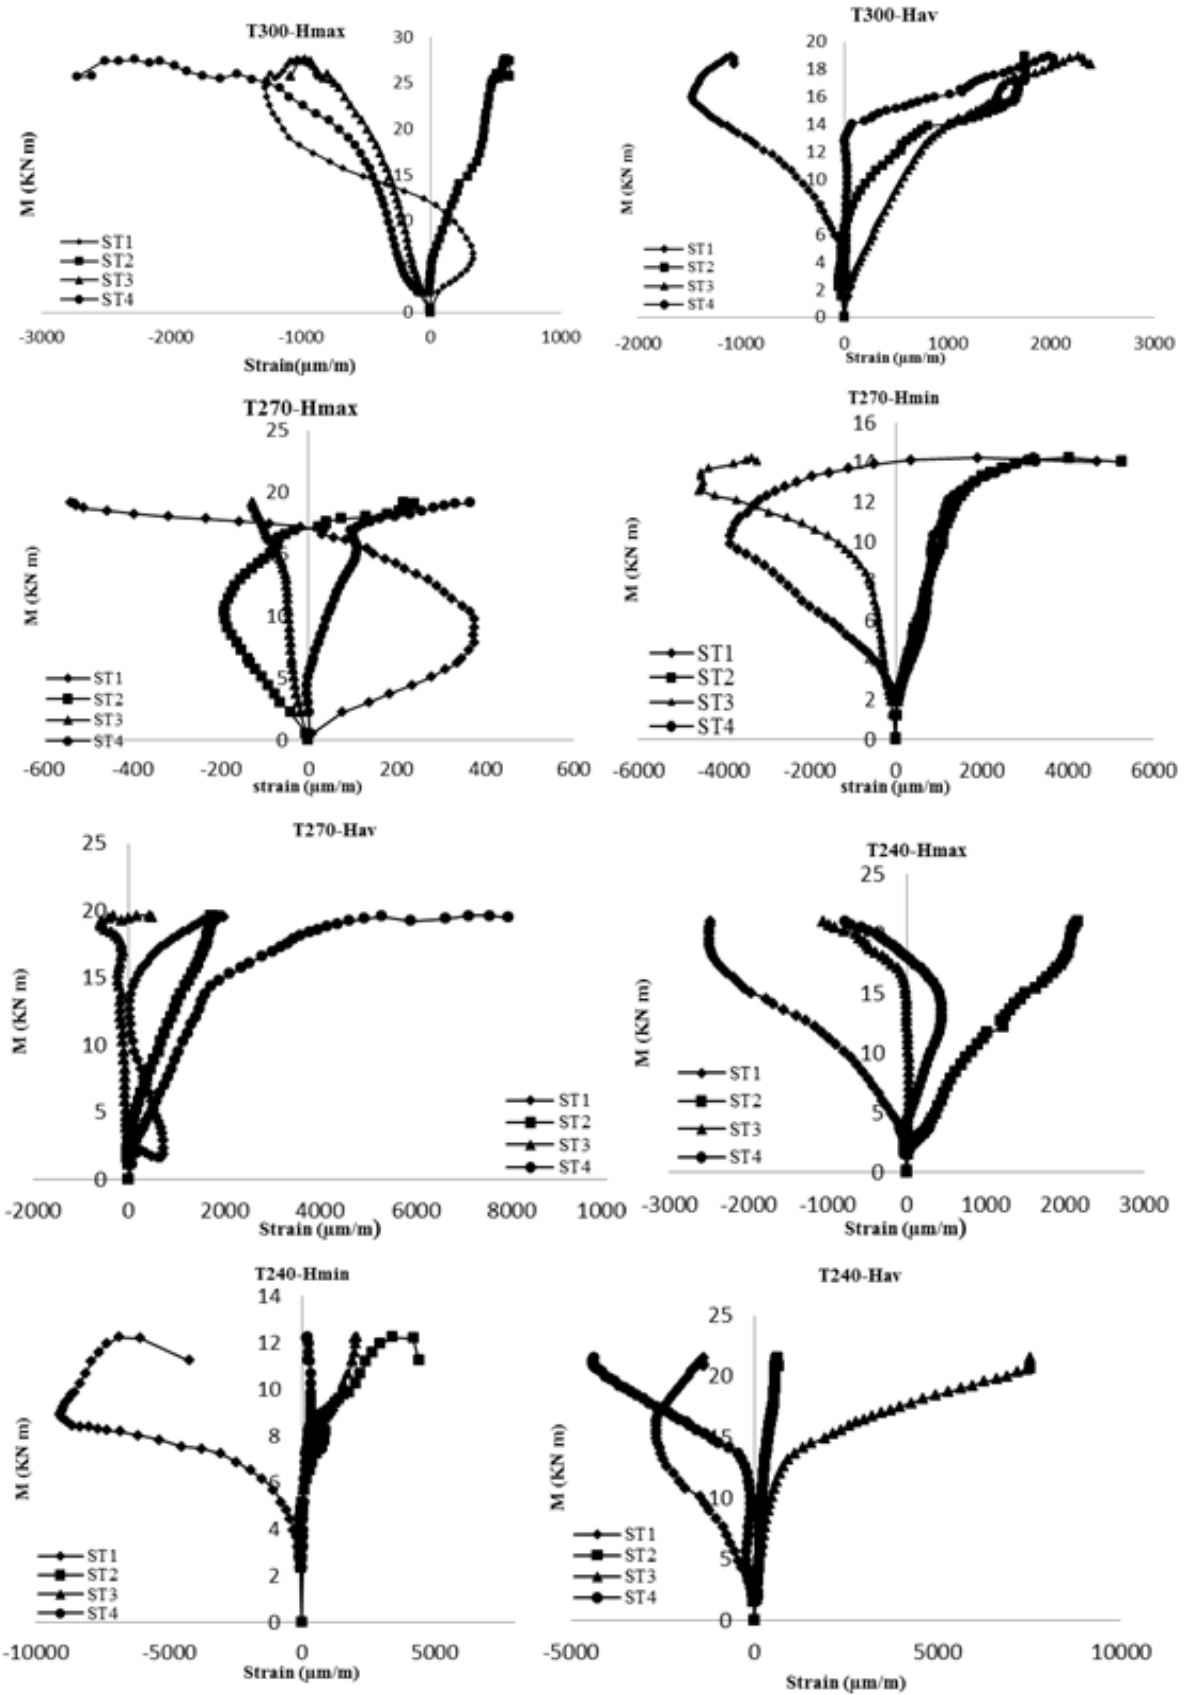 T300-Hmax
30
25
20
15
10
0
M (KN m)
ST1
ST2
ST3
ST4
-3000 -2000 -1000 0 1000
Strain(µm/m)
T300-Hav
20
18
16
14
12
10
6
4
2
0
M (KN m)
ST1
ST2
ST3
ST4
-2000 -1000 0 1000 2000 3000
Strain (µm/m)
T270-Hmax
25
20
10
5
0
M (KN m)
ST1
ST2
ST3
ST4
-600 -400 -200 0 200 400 600
strain (µm/m)
T270-Hmin
16
14
12
10
6
2
0
M (KN m)
ST1
ST2
ST3
ST4
-6000 -4000 -2000 0 2000 4000 6000
strain (µm/m)
T270-Hav
25
20
15
10
5
0
M (KN m)
ST1
ST2
ST3
ST4
-2000 0 2000 4000 6000 8000 1000
Strain (µm/m)
T240-Hmax
25
15
10
5
0
M (KN m)
ST1
ST2
ST3
ST4
-3000 -2000 -1000 0 1000 2000 3000
Strain (µm/m)
T240-Hmin
14
12
10
8
6
4
2
0
M (KN m)
ST1
ST2
ST3
ST4
-10000 -5000 0 5000
Strain (µm/m)
T240-Hav
25
20
15
10
5
0
M (KN m)
ST1
ST2
ST3
ST4
-5000 0 5000 10000
Strain (µm/m)